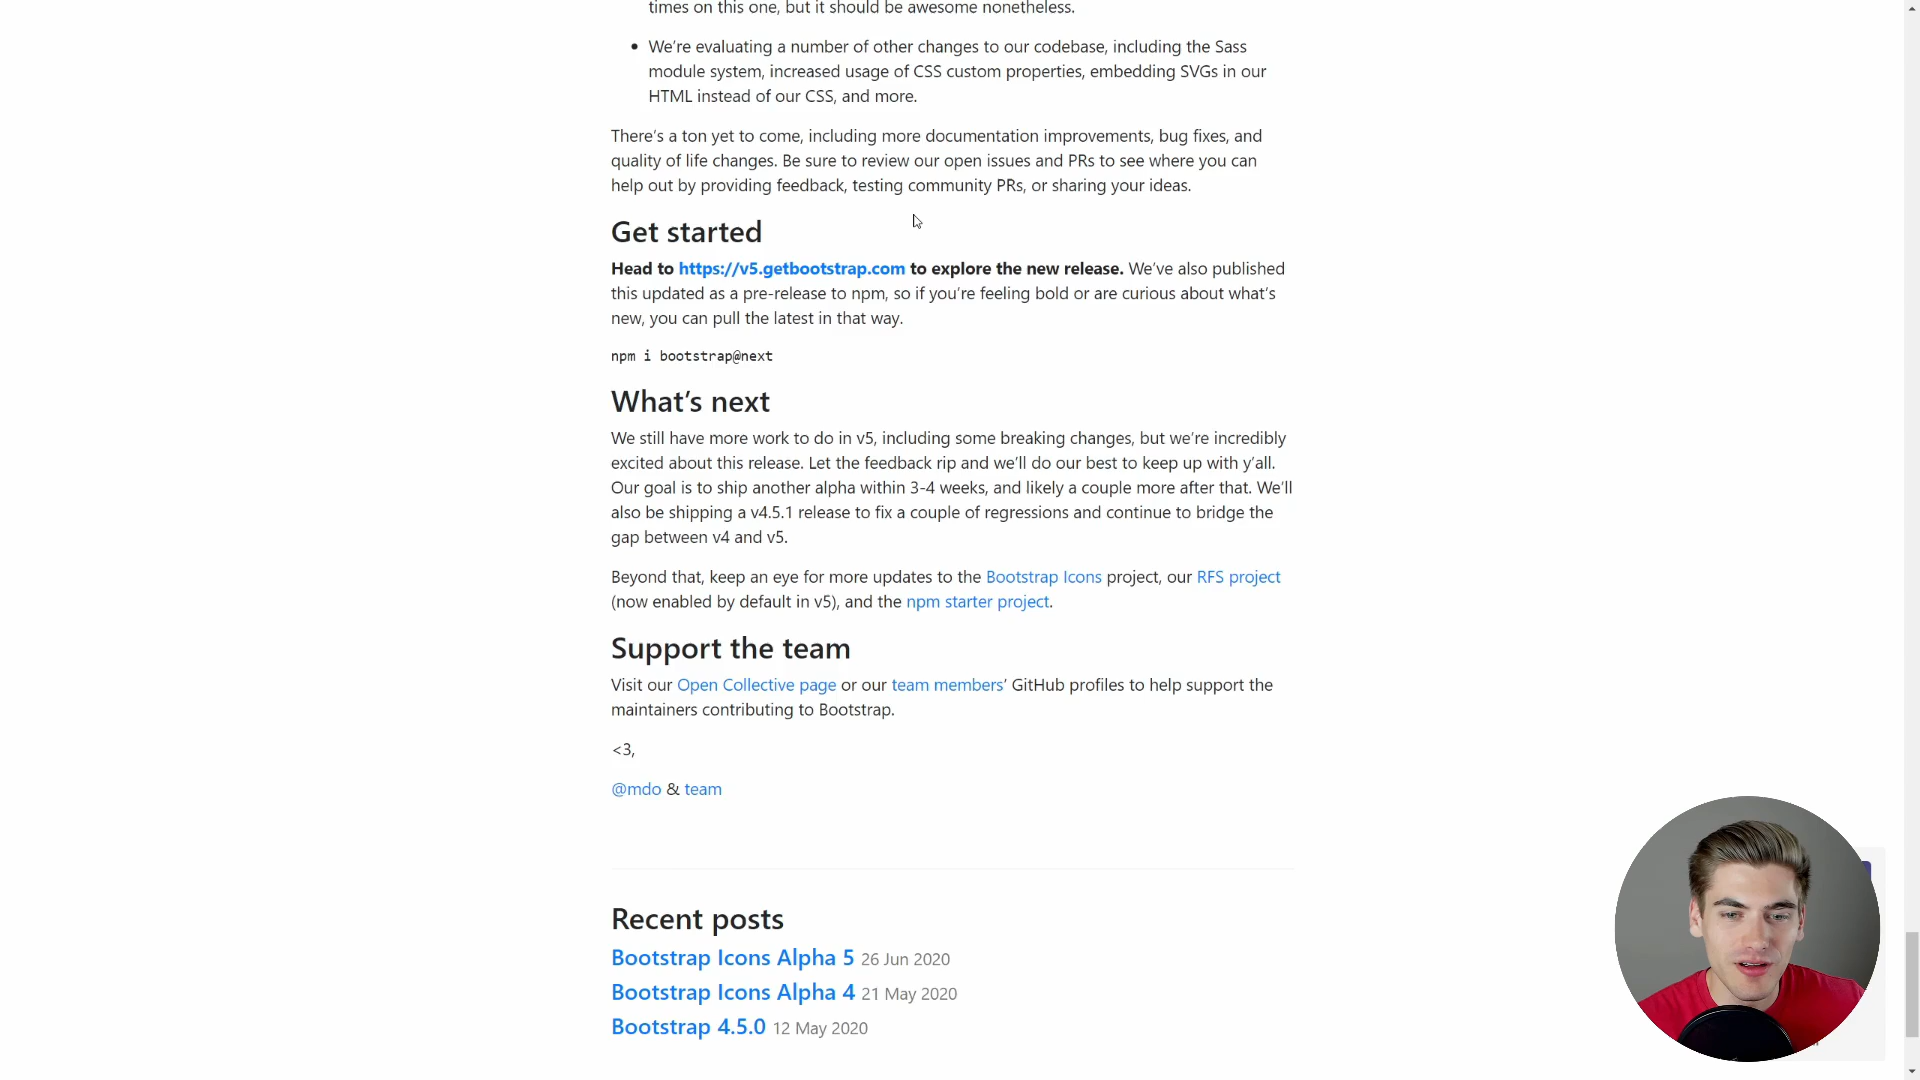 times on this one, but it should be awesome nonetheless.
• We’re evaluating a number of other changes to our codebase, including the Sass
module system, increased usage of CSS custom properties, embedding SVGs in our
HTML instead of our CSS, and more.
There’s a ton yet to come, including more documentation improvements, bug fixes, and
quality of life changes. Be sure to review our open issues and PRs to see where you can
help out by providing feedback, testing community PRs, or sharing your ideas.
Get started
Head to https://v5.getbootstrap.com to explore the new release. We’ve also published
this updated as a pre-release to npm, so if you’re feeling bold or are curious about what’s
new, you can pull the latest in that way.
npm i bootstrap@next
What’s next
We still have more work to do in v5, including some breaking changes, but we’re incredibly
excited about this release. Let the feedback rip and we’ll do our best to keep up with y’all.
Our goal is to ship another alpha within 3-4 weeks, and likely a couple more after that. We’ll
also be shipping a v4.5.1 release to fix a couple of regressions and continue to bridge the
gap between v4 and v5.
Beyond that, keep an eye for more updates to the Bootstrap Icons project, our RFS project
(now enabled by default in v5), and the npm starter project.
Support the team
Visit our Open Collective page or our team members’ GitHub profiles to help support the
maintainers contributing to Bootstrap.
<3,
@mdo & team
Recent posts
Bootstrap Icons Alpha 5 26 Jun 2020
Bootstrap Icons Alpha 4 21 May 2020
Bootstrap 4.5.0 12 May 2020